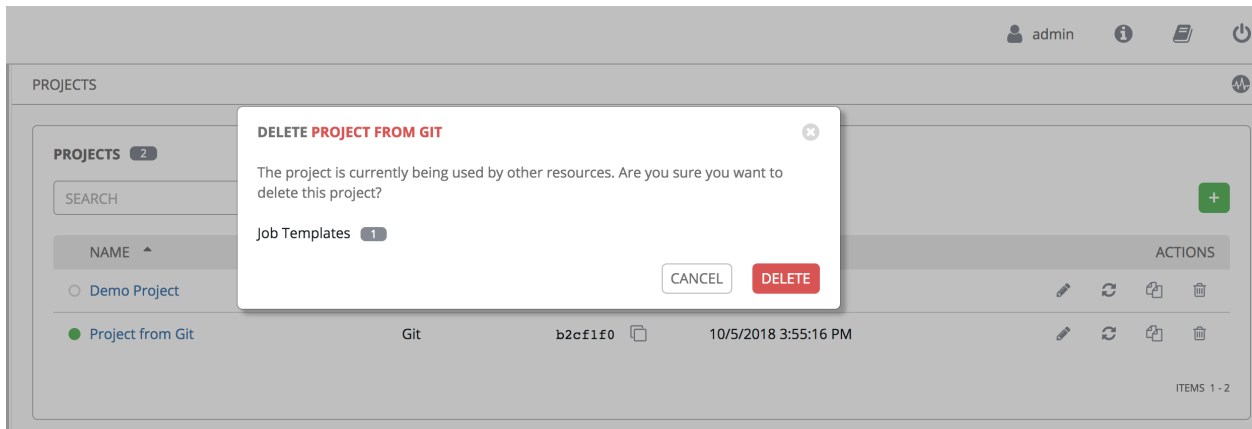 admin
PROJECTS
DELETE PROJECT FROM GIT
PROJECTS 2
The project is currently being used by other resources. Are you sure you want to
delete this project?
SEARCH
+
Job Templates 1
NAME
ACTIONS
CANCEL DELETE
Demo Project
Project from Git Git b2cf1f0 10/5/2018 3:55:16 PM
ITEMS 1 - 2